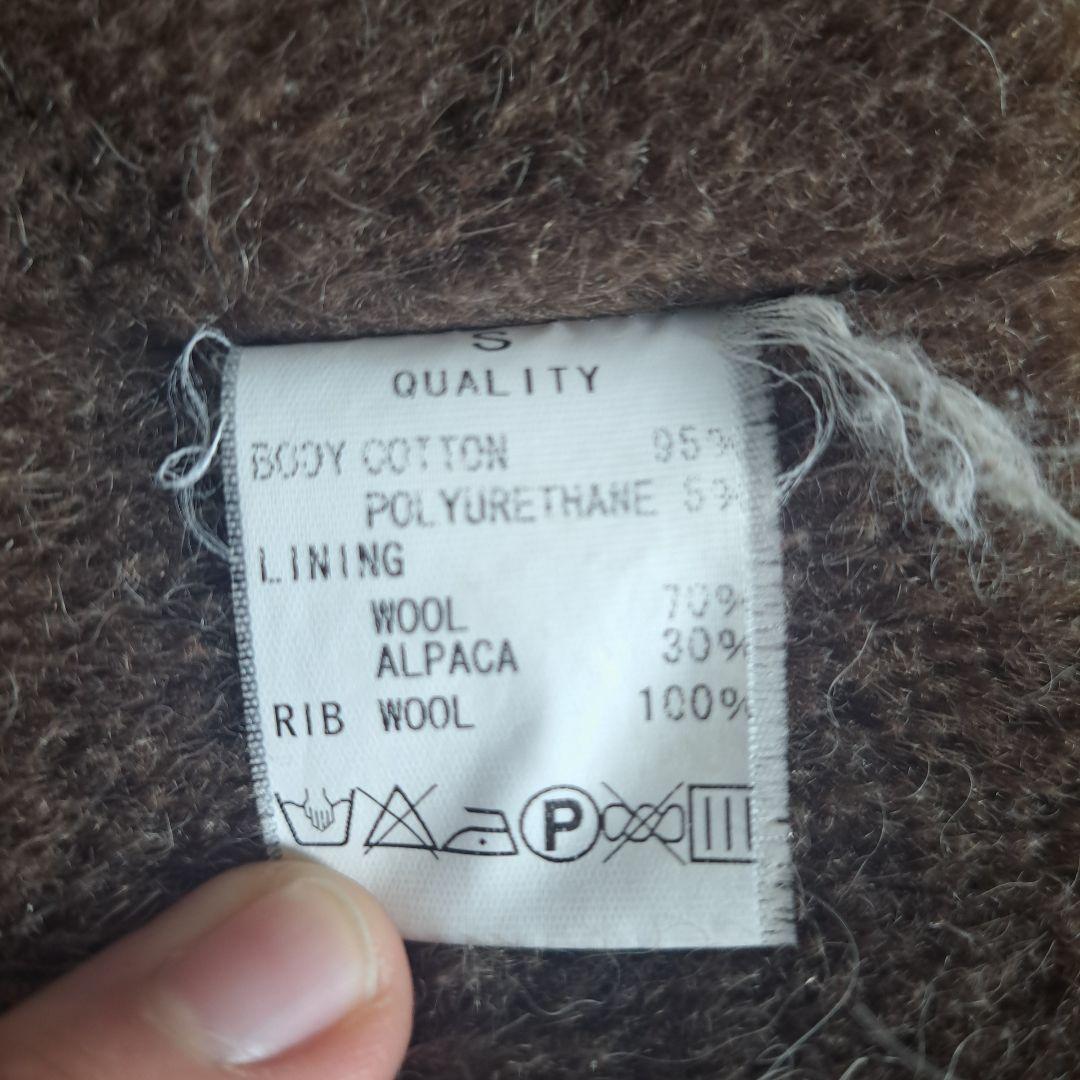 S
QUALITY
BODY COTTON 95%
POLYURETHANE 5%
LINING
WOOL 70%
ALPACA 30%
RIB WOOL 100%
P